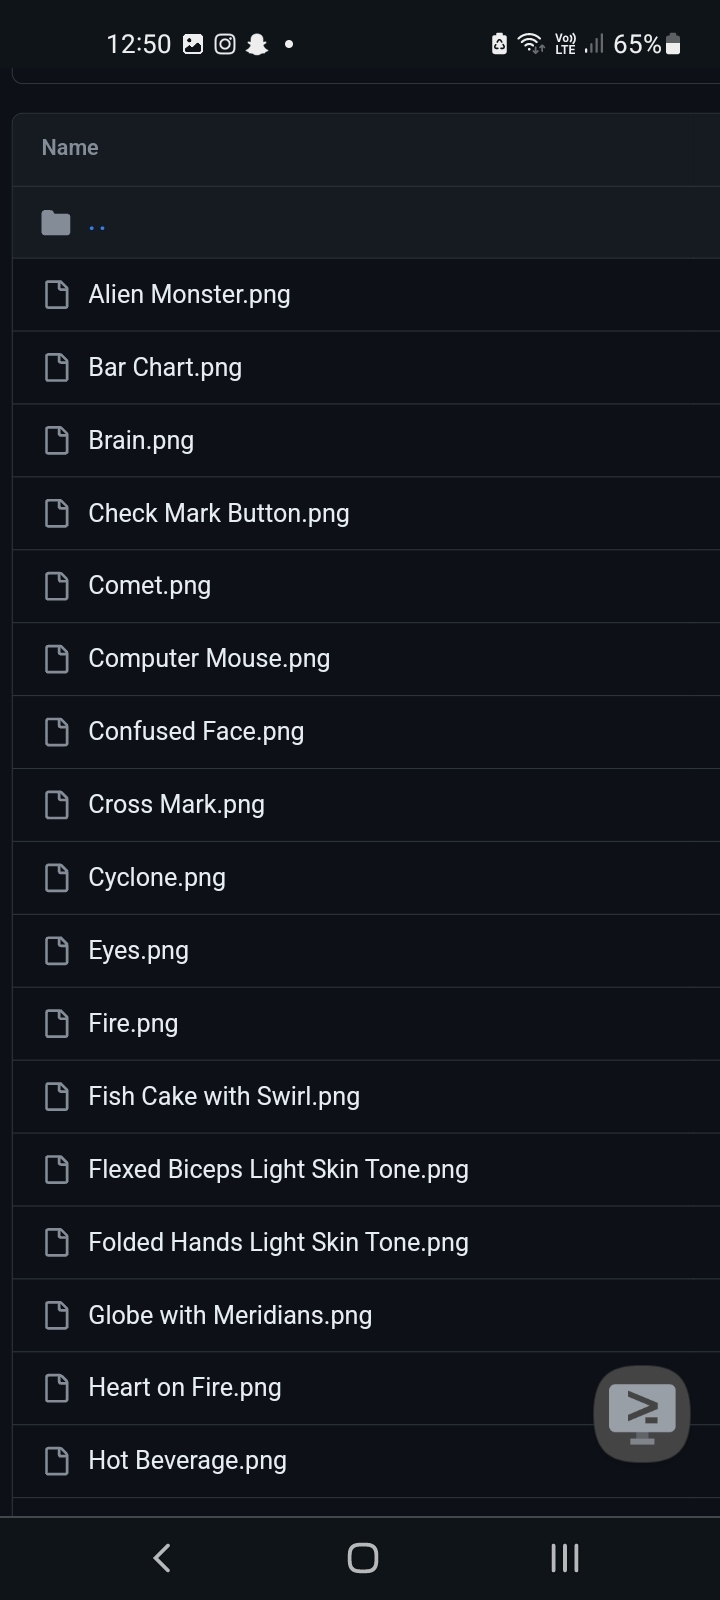 12:50
Vo))
LTE
65%
Name
..
Alien Monster.png
Bar Chart.png
Brain.png
Check Mark Button.png
Comet.png
Computer Mouse.png
Confused Face.png
Cross Mark.png
Cyclone.png
Eyes.png
Fire.png
Fish Cake with Swirl.png
Flexed Biceps Light Skin Tone.png
Folded Hands Light Skin Tone.png
Globe with Meridians.png
Heart on Fire.png
Hot Beverage.png